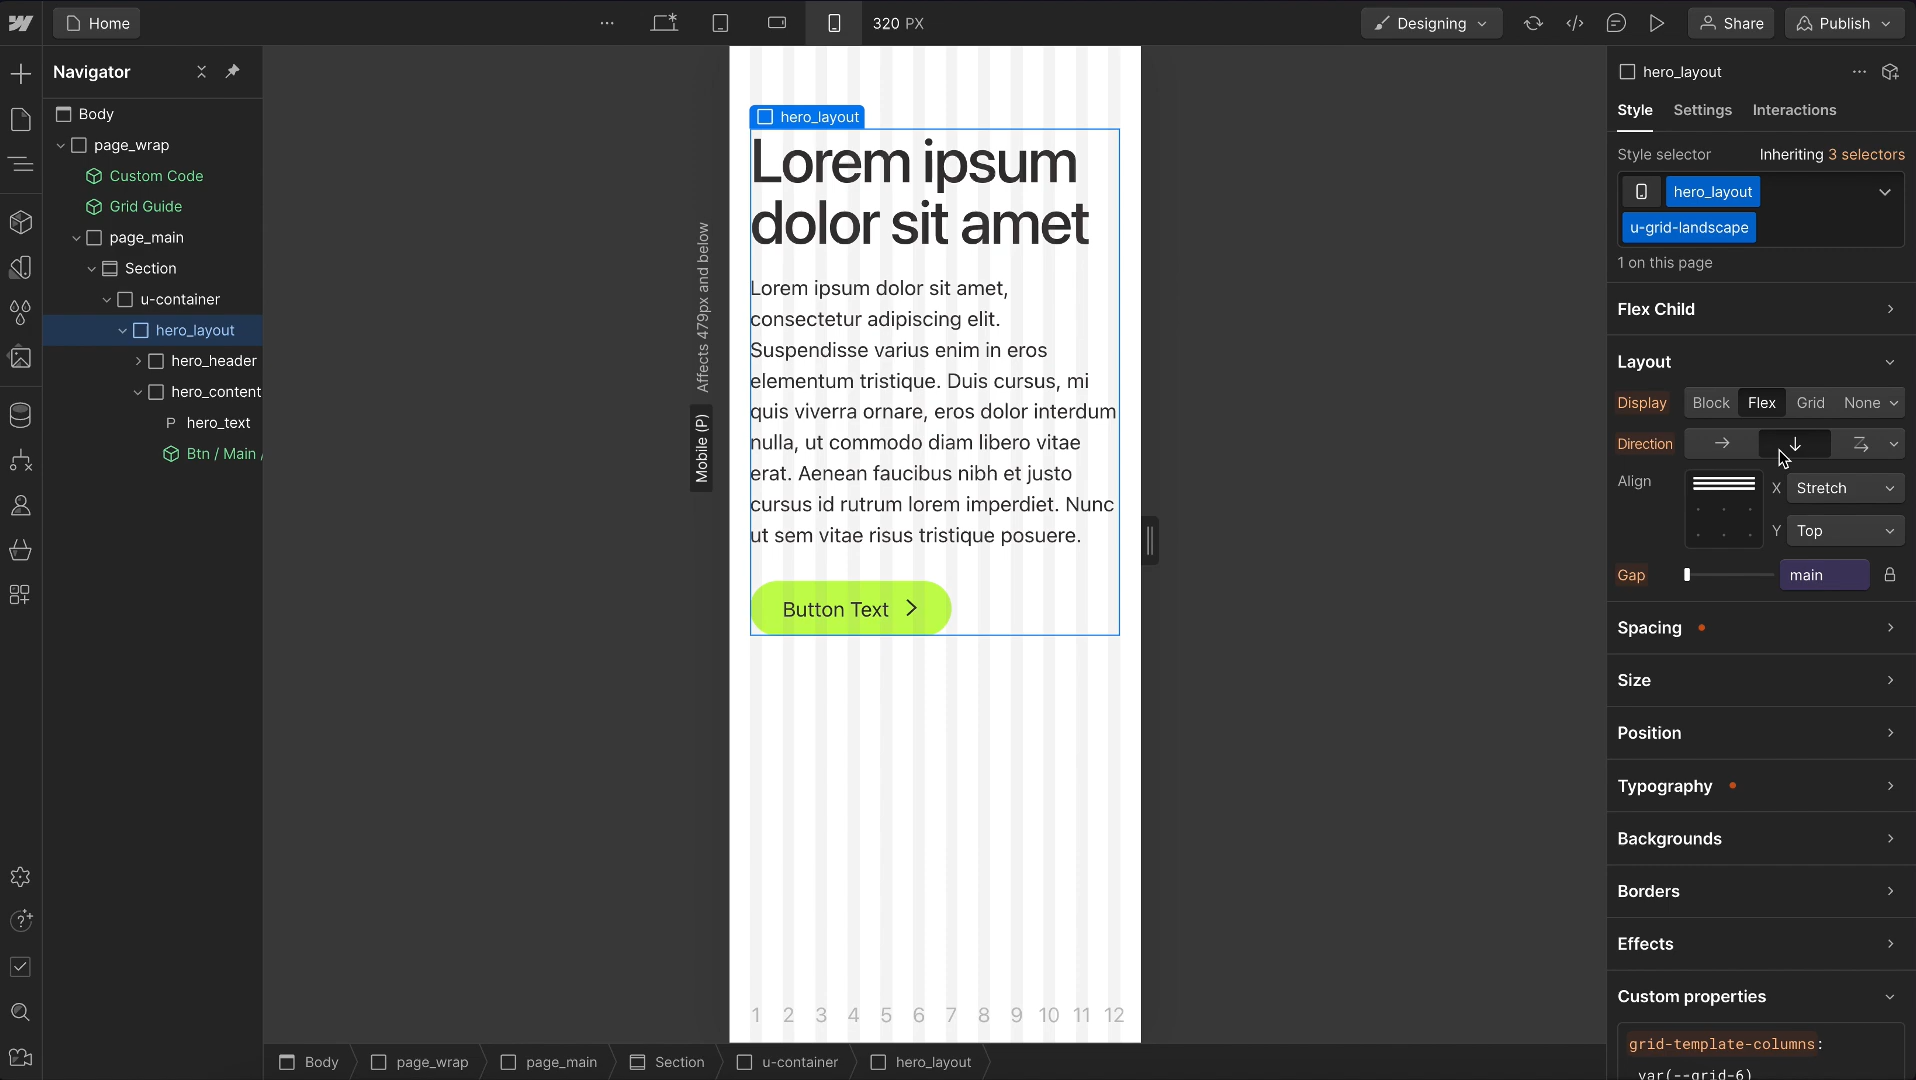 Home
320 PX
Designing
Share
Publish
Navigator
Body
page_wrap
Custom Code
Grid Guide
page_main
Section
u-container
hero_layout
hero_header
hero_content
P hero_text
Btn / Main /
Affects 479px and below
Mobile (P)
hero_layout
Lorem ipsum
dolor sit amet
Lorem ipsum dolor sit amet,
consectetur adipiscing elit.
Suspendisse varius enim in eros
elementum tristique. Duis cursus, mi
quis viverra ornare, eros dolor interdum
nulla, ut commodo diam libero vitae
erat. Aenean faucibus nibh et justo
cursus id rutrum lorem imperdiet. Nunc
ut sem vitae risus tristique posuere.
Button Text
1 2 3 4 5 6 7 8 9 10 11 12
Body page_wrap page_main Section u-container hero_layout
hero_layout
Style Settings Interactions
Style selector Inheriting 3 selectors
hero_layout
u-grid-landscape
1 on this page
Flex Child
Layout
Display Block Flex Grid None
Direction
Align X Stretch
Y Top
Gap main
Spacing
Size
Position
Typography
Backgrounds
Borders
Effects
Custom properties
grid-template-columns:
var(--grid-6)